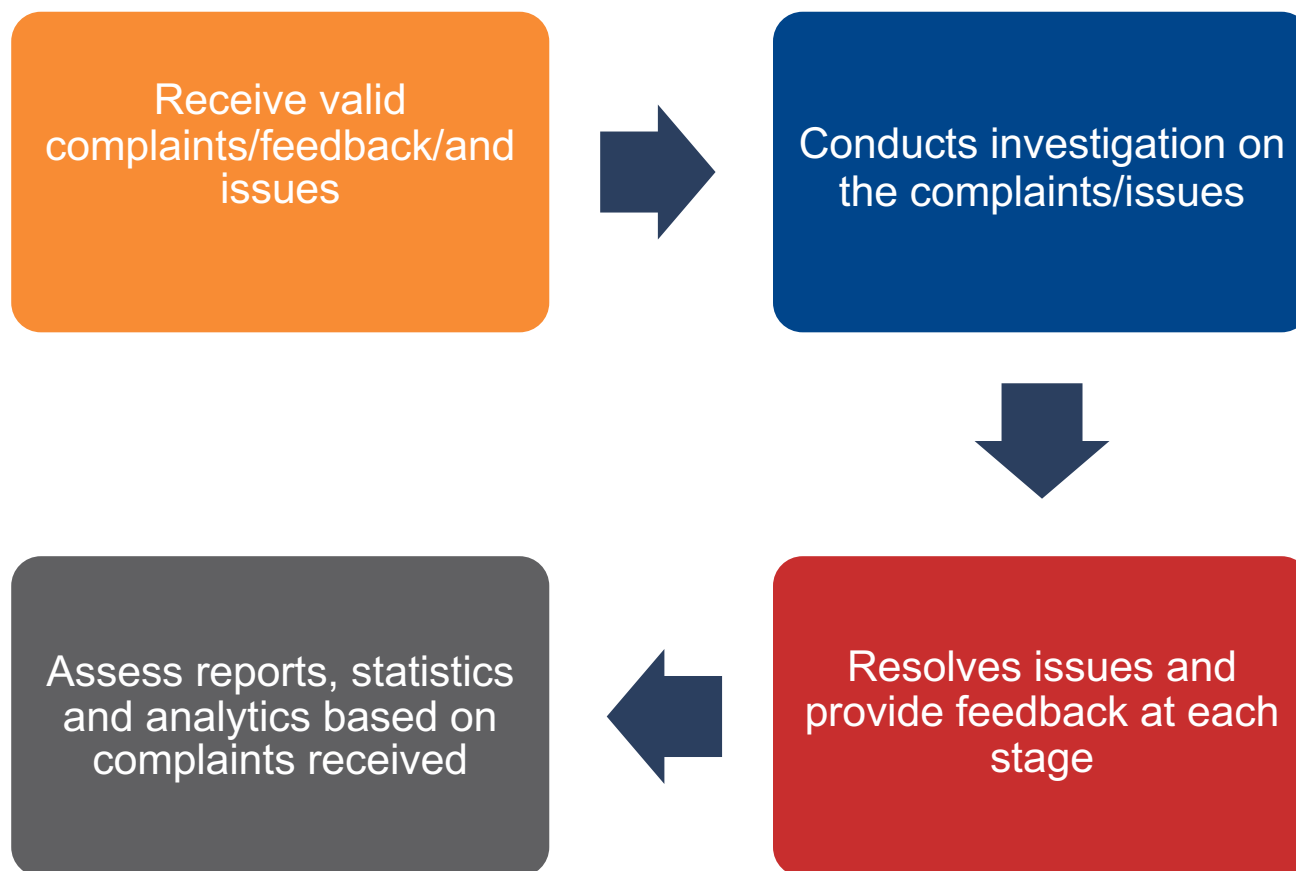 Receive valid
complaints/feedback/and
issues
Conducts investigation on
the complaints/issues
Resolves issues and
provide feedback at each
stage
Assess reports, statistics
and analytics based on
complaints received